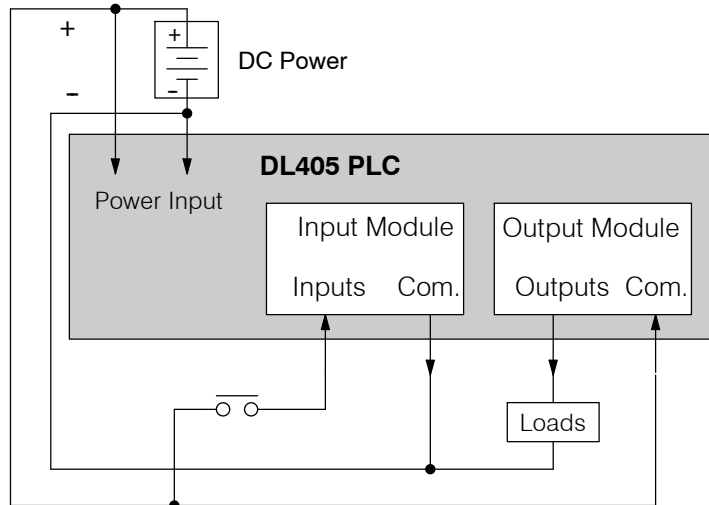 +
+
DC Power
-
-
DL405 PLC
Power Input
Input Module
Output Module
Inputs Com.
Outputs Com.
Loads